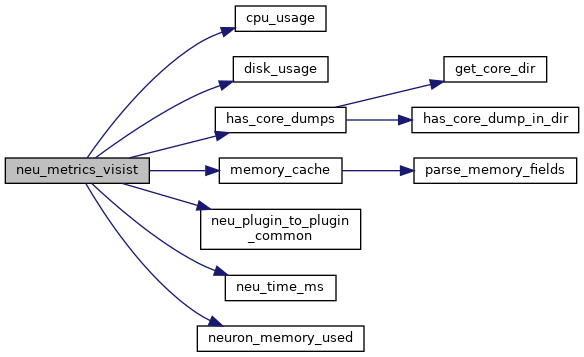 cpu_usage
disk_usage
get_core_dir
has_core_dumps
has_core_dump_in_dir
neu_metrics_visist
memory_cache
parse_memory_fields
neu_plugin_to_plugin
_common
neu_time_ms
neuron_memory_used